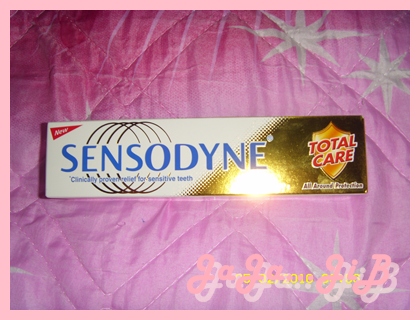 New
SENSODYNE®
Clinically proven relief for sensitive teeth
TOTAL
CARE
All Around Protection